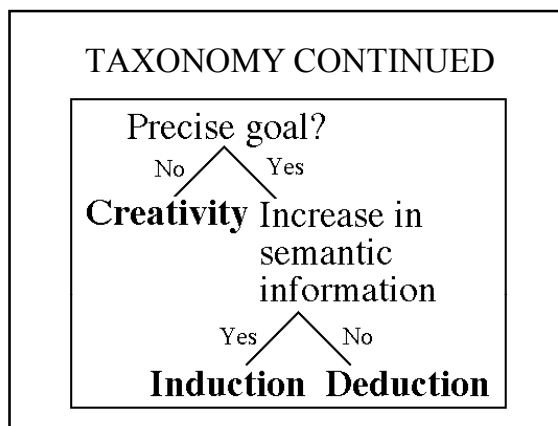 TAXONOMY CONTINUED
Precise goal?
No Yes
Creativity Increase in
semantic
information
Yes No
Induction Deduction